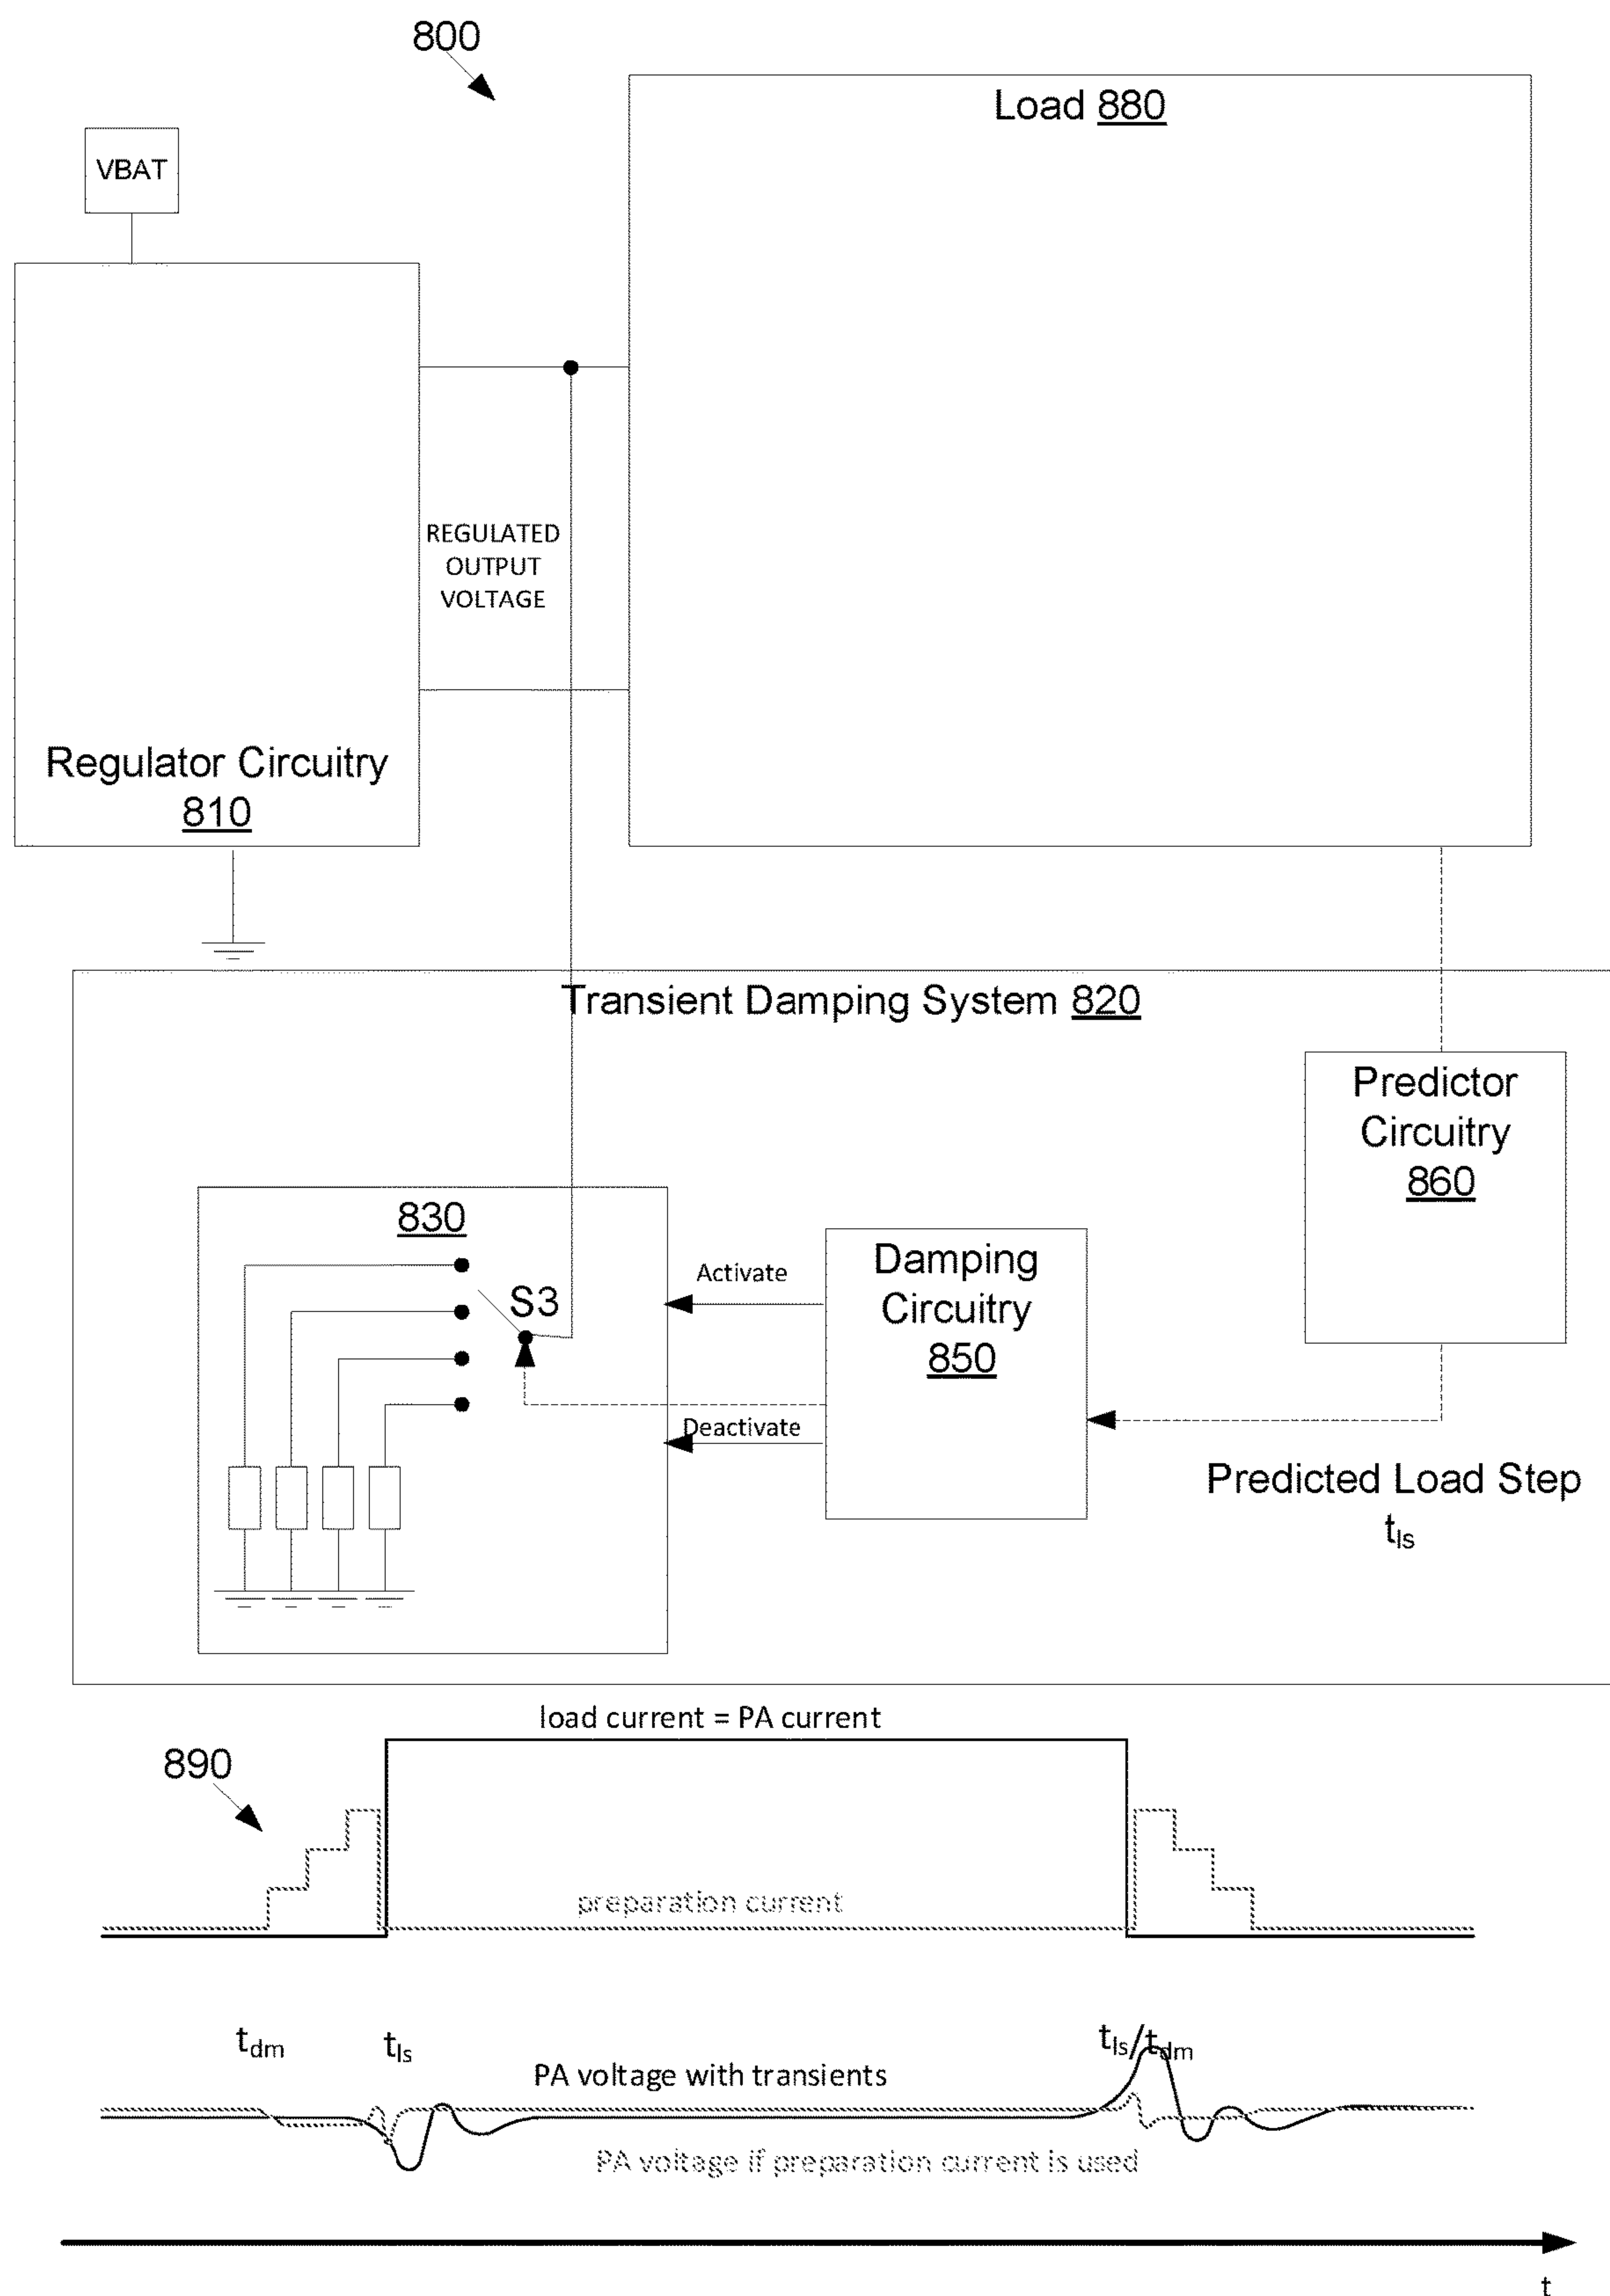 800
Load 880
VBAT
REGULATED
OUTPUT
VOLTAGE
Regulator Circuitry
810
Transient Damping System 820
Predictor
Circuitry
860
830
S3
Activate
Deactivate
Damping
Circuitry
850
Predicted Load Step
tls
load current = PA current
890
preparation current
tdm
tls
tls/tdm
PA voltage with transients
PA voltage if preparation current is used
t